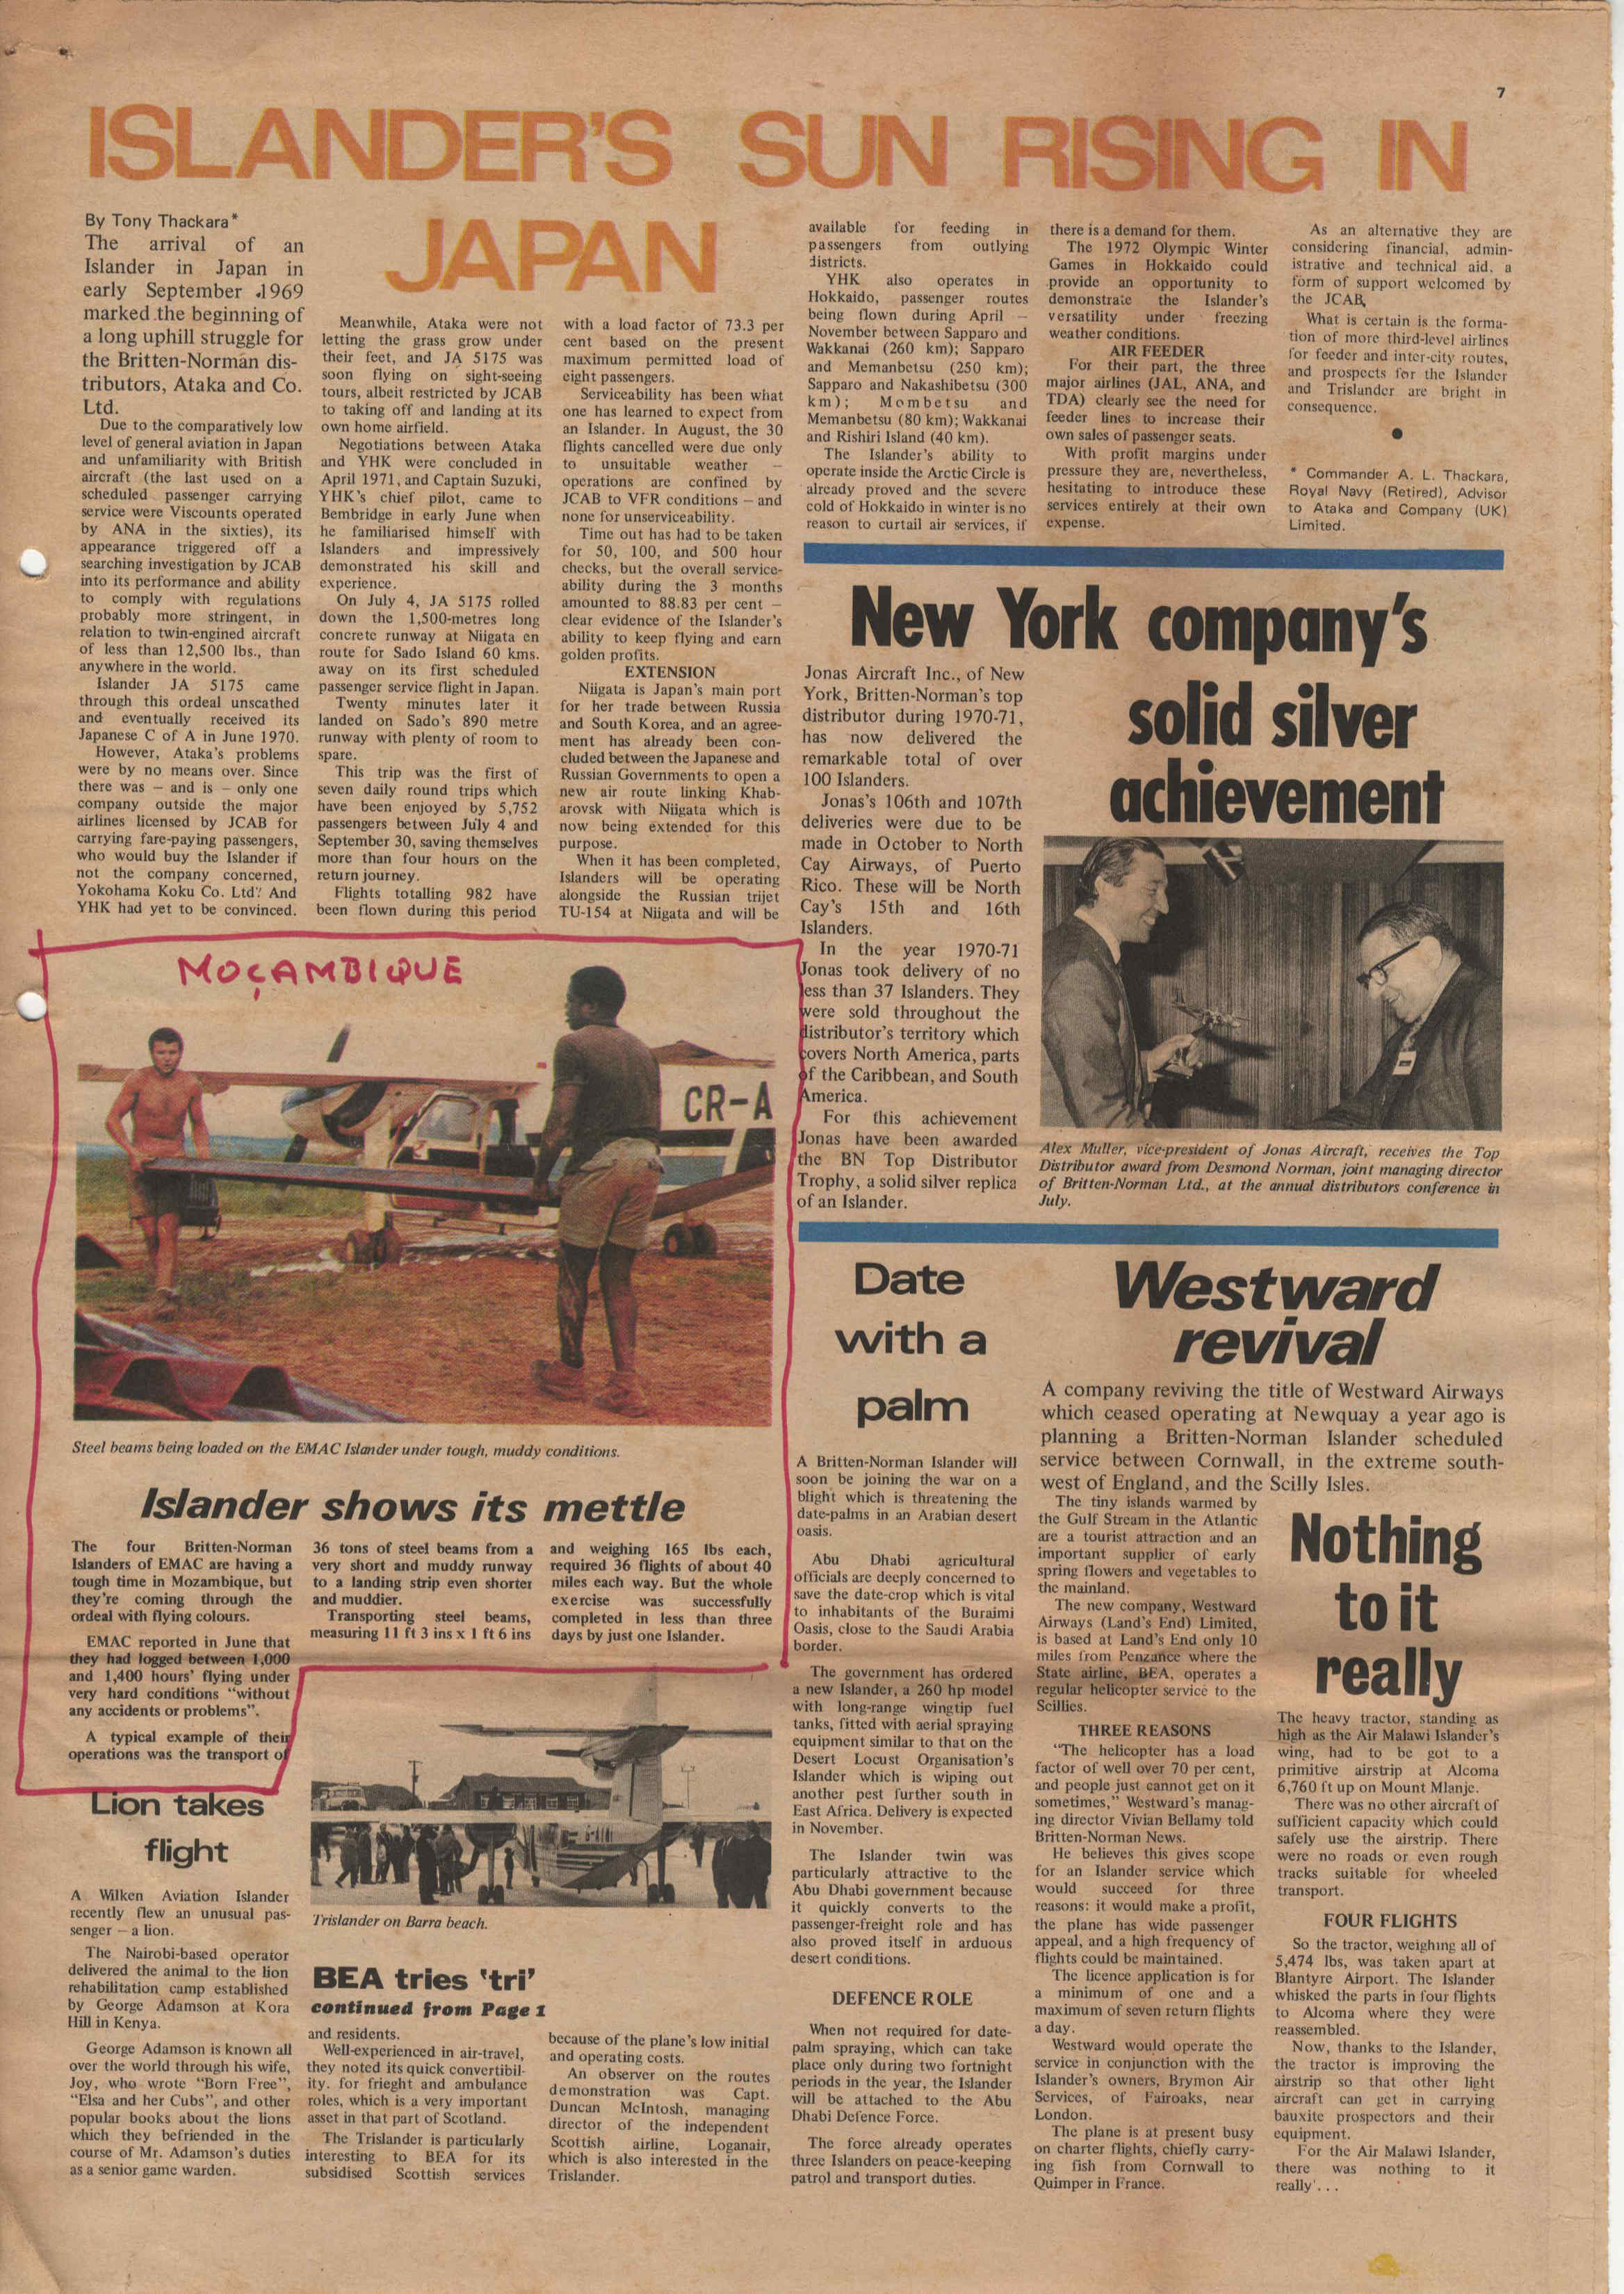 7
ISLANDER'S SUN RISING IN
JAPAN
By Tony Thackara*
The arrival of an
Islander in Japan in
early September 1969
marked the beginning of
a long uphill struggle for
the Britten-Norman dis-
tributors, Ataka and Co.
Ltd.
Due to the comparatively low
level of general aviation in Japan
and unfamiliarity with British
aircraft (the last used on a
scheduled passenger carrying
service were Viscounts operated
by ANA in the sixties), its
appearance triggered off a
searching investigation by JCAB
into its performance and ability
to comply with regulations
probably more stringent, in
relation to twin-engined aircraft
of less than 12,500 lbs., than
anywhere in the world.
Islander JA 5175 came
through this ordeal unscathed
and eventually received its
Japanese C of A in June 1970.
However, Ataka's problems
were by no means over. Since
there was — and is — only one
company outside the major
airlines licensed by JCAB for
carrying fare-paying passengers,
who would buy the Islander if
not the company concerned,
Yokohama Koku Co. Ltd? And
YHK had yet to be convinced.
Meanwhile, Ataka were not
letting the grass grow under
their feet, and JA 5175 was
soon flying on sight-seeing
tours, albeit restricted by JCAB
to taking off and landing at its
own home airfield.
Negotiations between Ataka
and YHK were concluded in
April 1971, and Captain Suzuki,
YHK's chief pilot, came to
Bembridge in early June when
he familiarised himself with
Islanders and impressively
demonstrated his skill and
experience.
On July 4, JA 5175 rolled
down the 1,500-metres long
concrete runway at Niigata en
route for Sado Island 60 kms.
away on its first scheduled
passenger service flight in Japan.
Twenty minutes later it
landed on Sado's 890 metre
runway with plenty of room to
spare.
This trip was the first of
seven daily round trips which
have been enjoyed by 5,752
passengers between July 4 and
September 30, saving themselves
more than four hours on the
return journey.
Flights totalling 982 have
been flown during this period
with a load factor of 73.3 per
cent based on the present
maximum permitted load of
eight passengers.
Serviceability has been what
one has learned to expect from
an Islander. In August, the 30
flights cancelled were due only
to unsuitable weather —
operations are confined by
JCAB to VFR conditions — and
none for unserviceability.
Time out has had to be taken
for 50, 100, and 500 hour
checks, but the overall service-
ability during the 3 months
amounted to 88.83 per cent —
clear evidence of the Islander's
ability to keep flying and earn
golden profits.
EXTENSION
Niigata is Japan's main port
for her trade between Russia
and South Korea, and an agree-
ment has already been con-
cluded between the Japanese and
Russian Governments to open a
new air route linking Khab-
arovsk with Niigata which is
now being extended for this
purpose.
When it has been completed,
Islanders will be operating
alongside the Russian trijet
TU-154 at Niigata and will be
available for feeding in
passengers from outlying
districts.
YHK also operates in
Hokkaido, passenger routes
being flown during April —
November between Sapporo and
Wakkanai (260 km); Sapporo
and Memanbetsu (250 km);
Sapporo and Nakashibetsu (300
km); Mombetsu and
Memanbetsu (80 km); Wakkanai
and Rishiri Island (40 km).
The Islander's ability to
operate inside the Arctic Circle is
already proved and the severe
cold of Hokkaido in winter is no
reason to curtail air services, if
there is a demand for them.
The 1972 Olympic Winter
Games in Hokkaido could
provide an opportunity to
demonstrate the Islander's
versatility under freezing
weather conditions.
AIR FEEDER
For their part, the three
major airlines (JAL, ANA, and
TDA) clearly see the need for
feeder lines to increase their
own sales of passenger seats.
With profit margins under
pressure they are, nevertheless,
hesitating to introduce these
services entirely at their own
expense.
As an alternative they are
considering financial, admin-
istrative and technical aid, a
form of support welcomed by
the JCAB.
What is certain is the forma-
tion of more third-level airlines
for feeder and inter-city routes,
and prospects for the Islander
and Trislander are bright in
consequence.
* Commander A. L. Thackara,
Royal Navy (Retired), Advisor
to Ataka and Company (UK)
Limited.
New York company's
solid silver
achievement
Jonas Aircraft Inc., of New
York, Britten-Norman's top
distributor during 1970-71,
has now delivered the
remarkable total of over
100 Islanders.
Jonas's 106th and 107th
deliveries were due to be
made in October to North
Cay Airways, of Puerto
Rico. These will be North
Cay's 15th and 16th
Islanders.
In the year 1970-71
Jonas took delivery of no
less than 37 Islanders. They
were sold throughout the
distributor's territory which
covers North America, parts
of the Caribbean, and South
America.
For this achievement
Jonas have been awarded
the BN Top Distributor
Trophy, a solid silver replica
of an Islander.
Alex Muller, vice-president of Jonas Aircraft, receives the Top
Distributor award from Desmond Norman, joint managing director
of Britten-Norman Ltd., at the annual distributors conference in
July.
MOÇAMBIQUE
CR-A
Steel beams being loaded on the EMAC Islander under tough, muddy conditions.
Islander shows its mettle
The four Britten-Norman
Islanders of EMAC are having a
tough time in Mozambique, but
they're coming through the
ordeal with flying colours.
EMAC reported in June that
they had logged between 1,000
and 1,400 hours' flying under
very hard conditions "without
any accidents or problems".
A typical example of their
operations was the transport of
36 tons of steel beams from a
very short and muddy runway
to a landing strip even shorter
and muddier.
Transporting steel beams,
measuring 11 ft 3 ins x 1 ft 6 ins
and weighing 165 lbs each,
required 36 flights of about 40
miles each way. But the whole
exercise was successfully
completed in less than three
days by just one Islander.
Lion takes
flight
A Wilken Aviation Islander
recently flew an unusual pas-
senger — a lion.
The Nairobi-based operator
delivered the animal to the lion
rehabilitation camp established
by George Adamson at Kora
Hill in Kenya.
George Adamson is known all
over the world through his wife,
Joy, who wrote "Born Free",
"Elsa and her Cubs", and other
popular books about the lions
which they befriended in the
course of Mr. Adamson's duties
as a senior game warden.
Trislander on Barra beach.
BEA tries 'tri'
continued from Page 1
and residents.
Well-experienced in air-travel,
they noted its quick convertibil-
ity. for frieght and ambulance
roles, which is a very important
asset in that part of Scotland.
The Trislander is particularly
interesting to BEA for its
subsidised Scottish services
because of the plane's low initial
and operating costs.
An observer on the routes
demonstration was Capt.
Duncan McIntosh, managing
director of the independent
Scottish airline, Loganair,
which is also interested in the
Trislander.
Date
with a
palm
A Britten-Norman Islander will
soon be joining the war on a
blight which is threatening the
date-palms in an Arabian desert
oasis.
Abu Dhabi agricultural
officials are deeply concerned to
save the date-crop which is vital
to inhabitants of the Buraimi
Oasis, close to the Saudi Arabia
border.
The government has ordered
a new Islander, a 260 hp model
with long-range wingtip fuel
tanks, fitted with aerial spraying
equipment similar to that on the
Desert Locust Organisation's
Islander which is wiping out
another pest further south in
East Africa. Delivery is expected
in November.
The Islander twin was
particularly attractive to the
Abu Dhabi government because
it quickly converts to the
passenger-freight role and has
also proved itself in arduous
desert conditions.
DEFENCE ROLE
When not required for date-
palm spraying, which can take
place only during two fortnight
periods in the year, the Islander
will be attached to the Abu
Dhabi Defence Force.
The force already operates
three Islanders on peace-keeping
patrol and transport duties.
Westward
revival
A company reviving the title of Westward Airways
which ceased operating at Newquay a year ago is
planning a Britten-Norman Islander scheduled
service between Cornwall, in the extreme south-
west of England, and the Scilly Isles.
The tiny islands warmed by
the Gulf Stream in the Atlantic
are a tourist attraction and an
important supplier of early
spring flowers and vegetables to
the mainland.
The new company, Westward
Airways (Land's End) Limited,
is based at Land's End only 10
miles from Penzance where the
State airline, BEA, operates a
regular helicopter service to the
Scillies.
THREE REASONS
"The helicopter has a load
factor of well over 70 per cent,
and people just cannot get on it
sometimes," Westward's manag-
ing director Vivian Bellamy told
Britten-Norman News.
He believes this gives scope
for an Islander service which
would succeed for three
reasons: it would make a profit,
the plane has wide passenger
appeal, and a high frequency of
flights could be maintained.
The licence application is for
a minimum of one and a
maximum of seven return flights
a day.
Westward would operate the
service in conjunction with the
Islander's owners, Brymon Air
Services, of Fairoaks, near
London.
The plane is at present busy
on charter flights, chiefly carry-
ing fish from Cornwall to
Quimper in France.
Nothing
to it
really
The heavy tractor, standing as
high as the Air Malawi Islander's
wing, had to be got to a
primitive airstrip at Alcoma
6,760 ft up on Mount Mlanje.
There was no other aircraft of
sufficient capacity which could
safely use the airstrip. There
were no roads or even rough
tracks suitable for wheeled
transport.
FOUR FLIGHTS
So the tractor, weighing all of
5,474 lbs, was taken apart at
Blantyre Airport. The Islander
whisked the parts in four flights
to Alcoma where they were
reassembled.
Now, thanks to the Islander,
the tractor is improving the
airstrip so that other light
aircraft can get in carrying
bauxite prospectors and their
equipment.
For the Air Malawi Islander,
there was nothing to it
really . . .